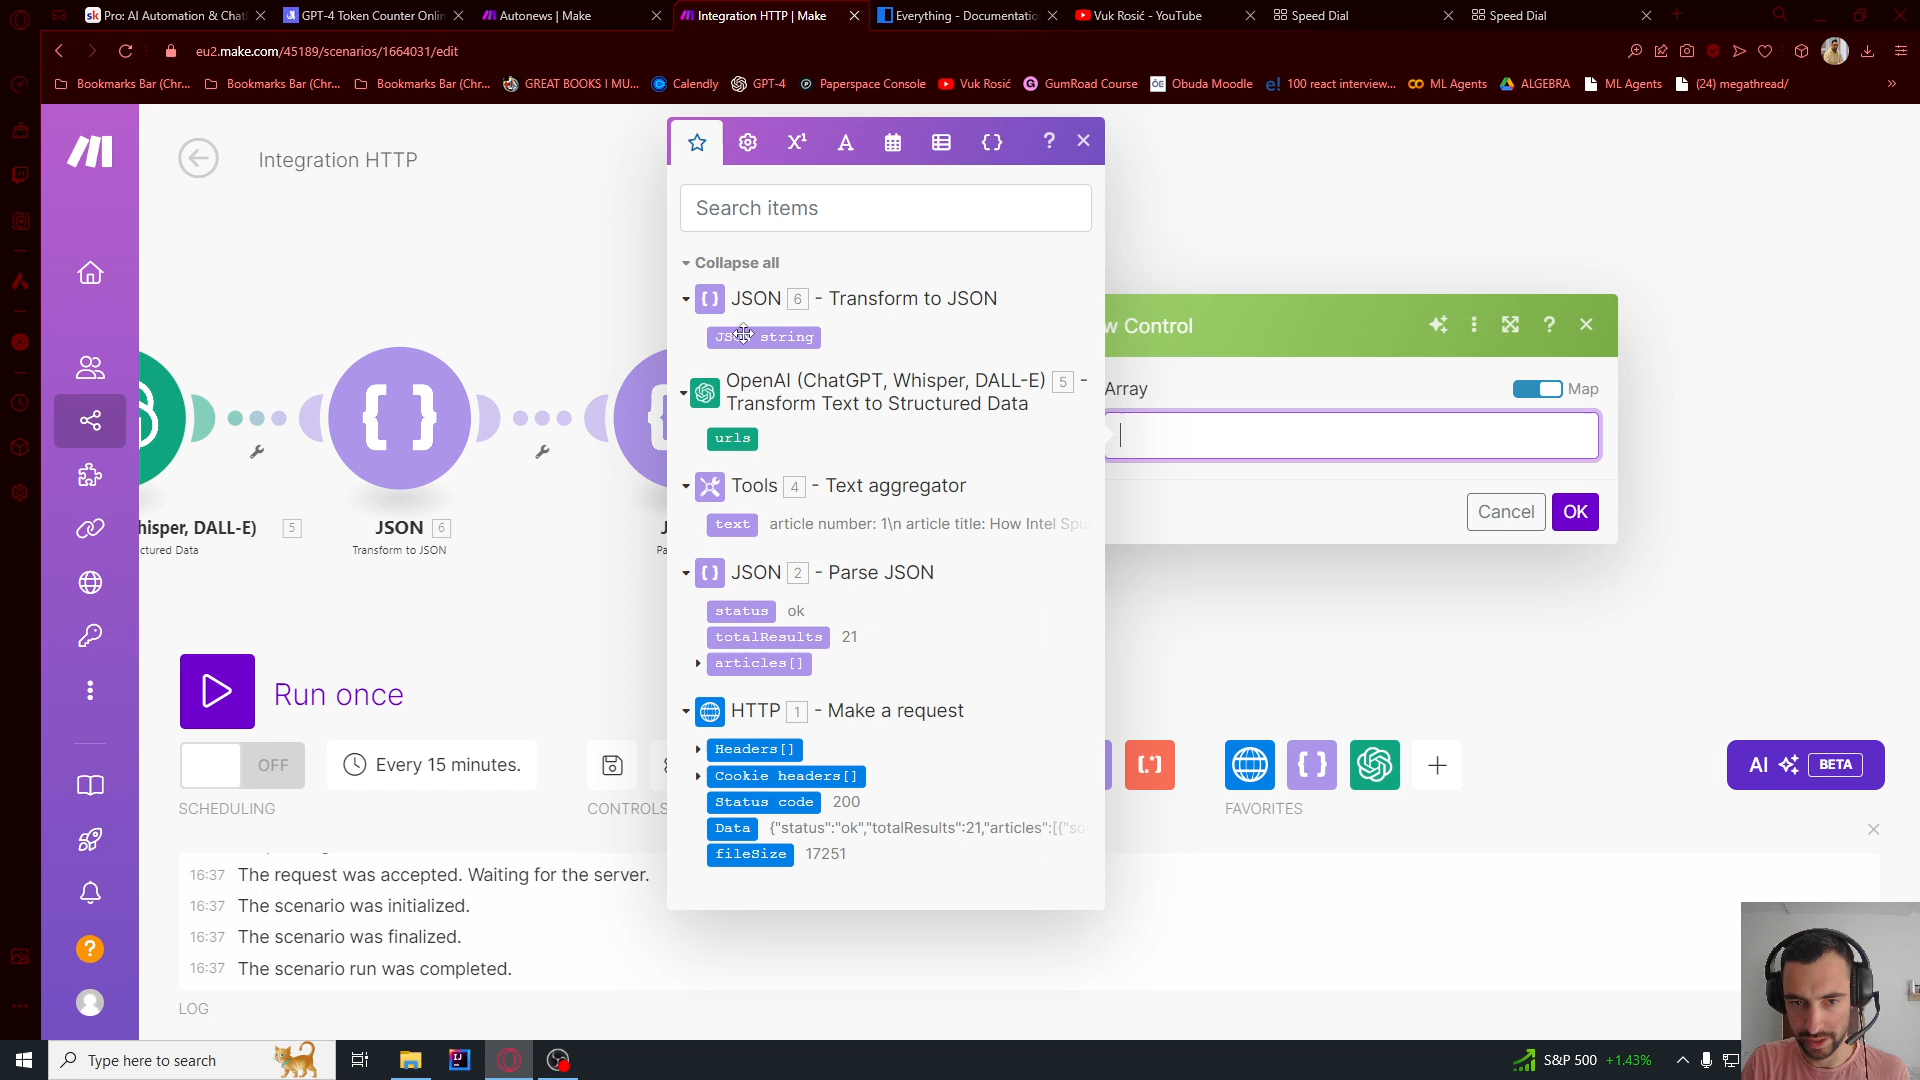 Pro: AI Automation & Chat
GPT-4 Token Counter Onlin
Autonews | Make
Integration HTTP | Make
Everything - Documentatio
Vuk Rosić - YouTube
Speed Dial
Speed Dial
eu2.make.com/45189/scenarios/1664031/edit
Bookmarks Bar (Chr...
Bookmarks Bar (Chr...
Bookmarks Bar (Chr...
GREAT BOOKS I MU...
Calendly
GPT-4
Paperspace Console
Vuk Rosić
GumRoad Course
Obuda Moodle
100 react interview...
ML Agents
ALGEBRA
ML Agents
(24) megathread/
Integration HTTP
Search items
Collapse all
JSON 6 - Transform to JSON
string
OpenAI (ChatGPT, Whisper, DALL-E) 5 -
Transform Text to Structured Data
urls
Tools 4 - Text aggregator
text article number: 1\n article title: How Intel
JSON 2 - Parse JSON
status ok
totalResults 21
articles[]
HTTP 1 - Make a request
Headers[]
Cookie headers[]
Status code 200
Data {"status":"ok","totalResults":21,"articles":[{"so
fileSize 17251
w Control
Array
Map
Cancel
OK
hisper, DALL-E) 5
ctured Data
JSON 6
Transform to JSON
J
Pa
Run once
OFF
Every 15 minutes.
SCHEDULING
CONTROLS
FAVORITES
AI BETA
16:37 The request was accepted. Waiting for the server.
16:37 The scenario was initialized.
16:37 The scenario was finalized.
16:37 The scenario run was completed.
LOG
Type here to search
S&P 500 +1.43%